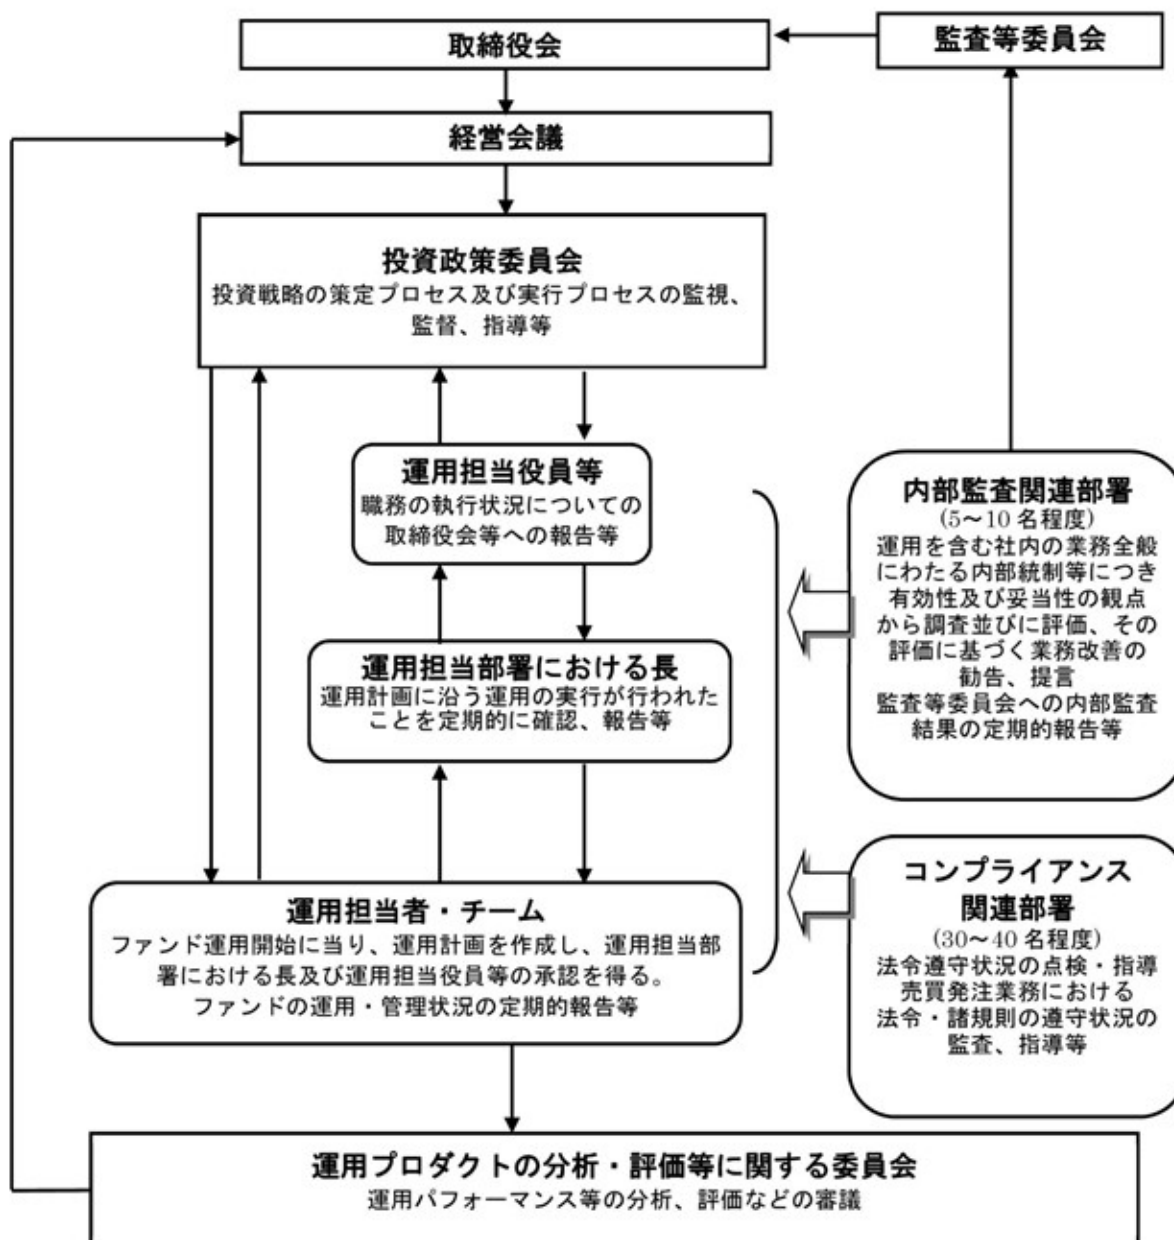 取締役会
監査等委員会
経営会議
投資政策委員会
投資戦略の策定プロセス及び実行プロセスの監視、
監督、指導等
運用担当役員等
職務の執行状況についての
取締役会等への報告等
運用担当部署における長
運用計画に沿う運用の実行が行われた
ことを定期的に確認、報告等
運用担当者・チーム
ファンド運用開始に当り、運用計画を作成し、運用担当部
署における長及び運用担当役員等の承認を得る。
ファンドの運用・管理状況の定期的報告等
内部監査関連部署
(5～10 名程度)
運用を含む社内の業務全般
にわたる内部統制等につき
有効性及び妥当性の観点
から調査並びに評価、その
評価に基づく業務改善の
勧告、提言
監査等委員会への内部監査
結果の定期的報告等
コンプライアンス
関連部署
(30～40 名程度)
法令遵守状況の点検・指導
売買発注業務における
法令・諸規則の遵守状況の
監査、指導等
運用プロダクトの分析・評価等に関する委員会
運用パフォーマンス等の分析、評価などの審議